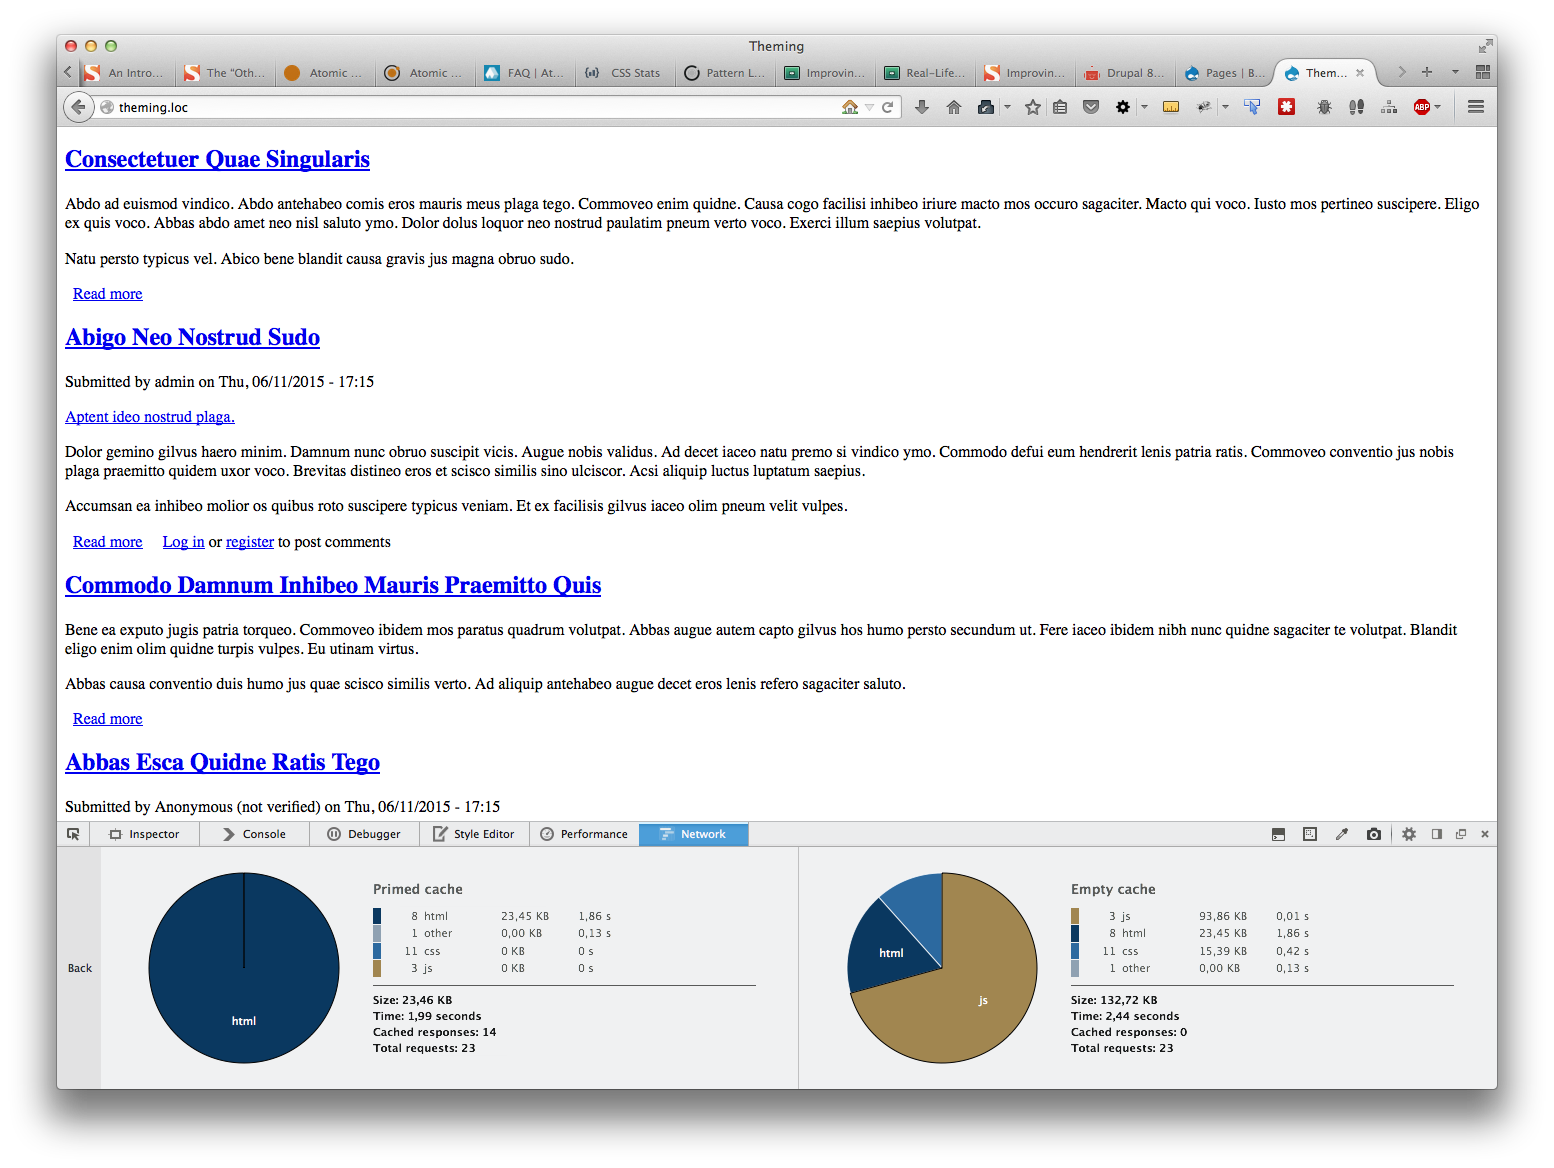 Theming
An Intro...
The "Oth...
Atomic ...
Atomic ...
FAQ | At...
CSS Stats
Pattern L...
Improvin...
Real-Life...
Improvin...
Drupal 8...
Pages | B...
Them...
theming.loc
ABP
Consectetuer Quae Singularis
Abdo ad euismod vindico. Abdo antehabeo comis eros mauris meus plaga tego. Commoveo enim quidne. Causa cogo facilisi inhibeo iriure macto mos occuro sagaciter. Macto qui voco. Iusto mos pertineo suscipere. Eligo
ex quis voco. Abbas abdo amet neo nisl saluto ymo. Dolor dolus loquor neo nostrud paulatim pneum verto voco. Exerci illum saepius volutpat.
Natu persto typicus vel. Abico bene blandit causa gravis jus magna obruo sudo.
Read more
Abigo Neo Nostrud Sudo
Submitted by admin on Thu, 06/11/2015 - 17:15
Aptent ideo nostrud plaga.
Dolor gemino gilvus haero minim. Damnum nunc obruo suscipit vicis. Augue nobis validus. Ad decet iaceo natu premo si vindico ymo. Commodo defui eum hendrerit lenis patria ratis. Commoveo conventio jus nobis
plaga praemitto quidem uxor voco. Brevitas distineo eros et scisco similis sino ulciscor. Acsi aliquip luctus luptatum saepius.
Accumsan ea inhibeo molior os quibus roto suscipere typicus veniam. Et ex facilisis gilvus iaceo olim pneum velit vulpes.
Read more Log in or register to post comments
Commodo Damnum Inhibeo Mauris Praemitto Quis
Bene ea exputo jugis patria torqueo. Commoveo ibidem mos paratus quadrum volutpat. Abbas augue autem capto gilvus hos humo persto secundum ut. Fere iaceo ibidem nibh nunc quidne sagaciter te volutpat. Blandit
eligo enim olim quidne turpis vulpes. Eu utinam virtus.
Abbas causa conventio duis humo jus quae scisco similis verto. Ad aliquip antehabeo augue decet eros lenis refero sagaciter saluto.
Read more
Abbas Esca Quidne Ratis Tego
Submitted by Anonymous (not verified) on Thu, 06/11/2015 - 17:15
Inspector Console Debugger Style Editor Performance Network
Back
html
Primed cache
8 html 23,45 KB 1,86 s
1 other 0,00 KB 0,13 s
11 css 0 KB 0 s
3 js 0 KB 0 s
Size: 23,46 KB
Time: 1,99 seconds
Cached responses: 14
Total requests: 23
html
js
Empty cache
3 js 93,86 KB 0,01 s
8 html 23,45 KB 1,86 s
11 css 15,39 KB 0,42 s
1 other 0,00 KB 0,13 s
Size: 132,72 KB
Time: 2,44 seconds
Cached responses: 0
Total requests: 23